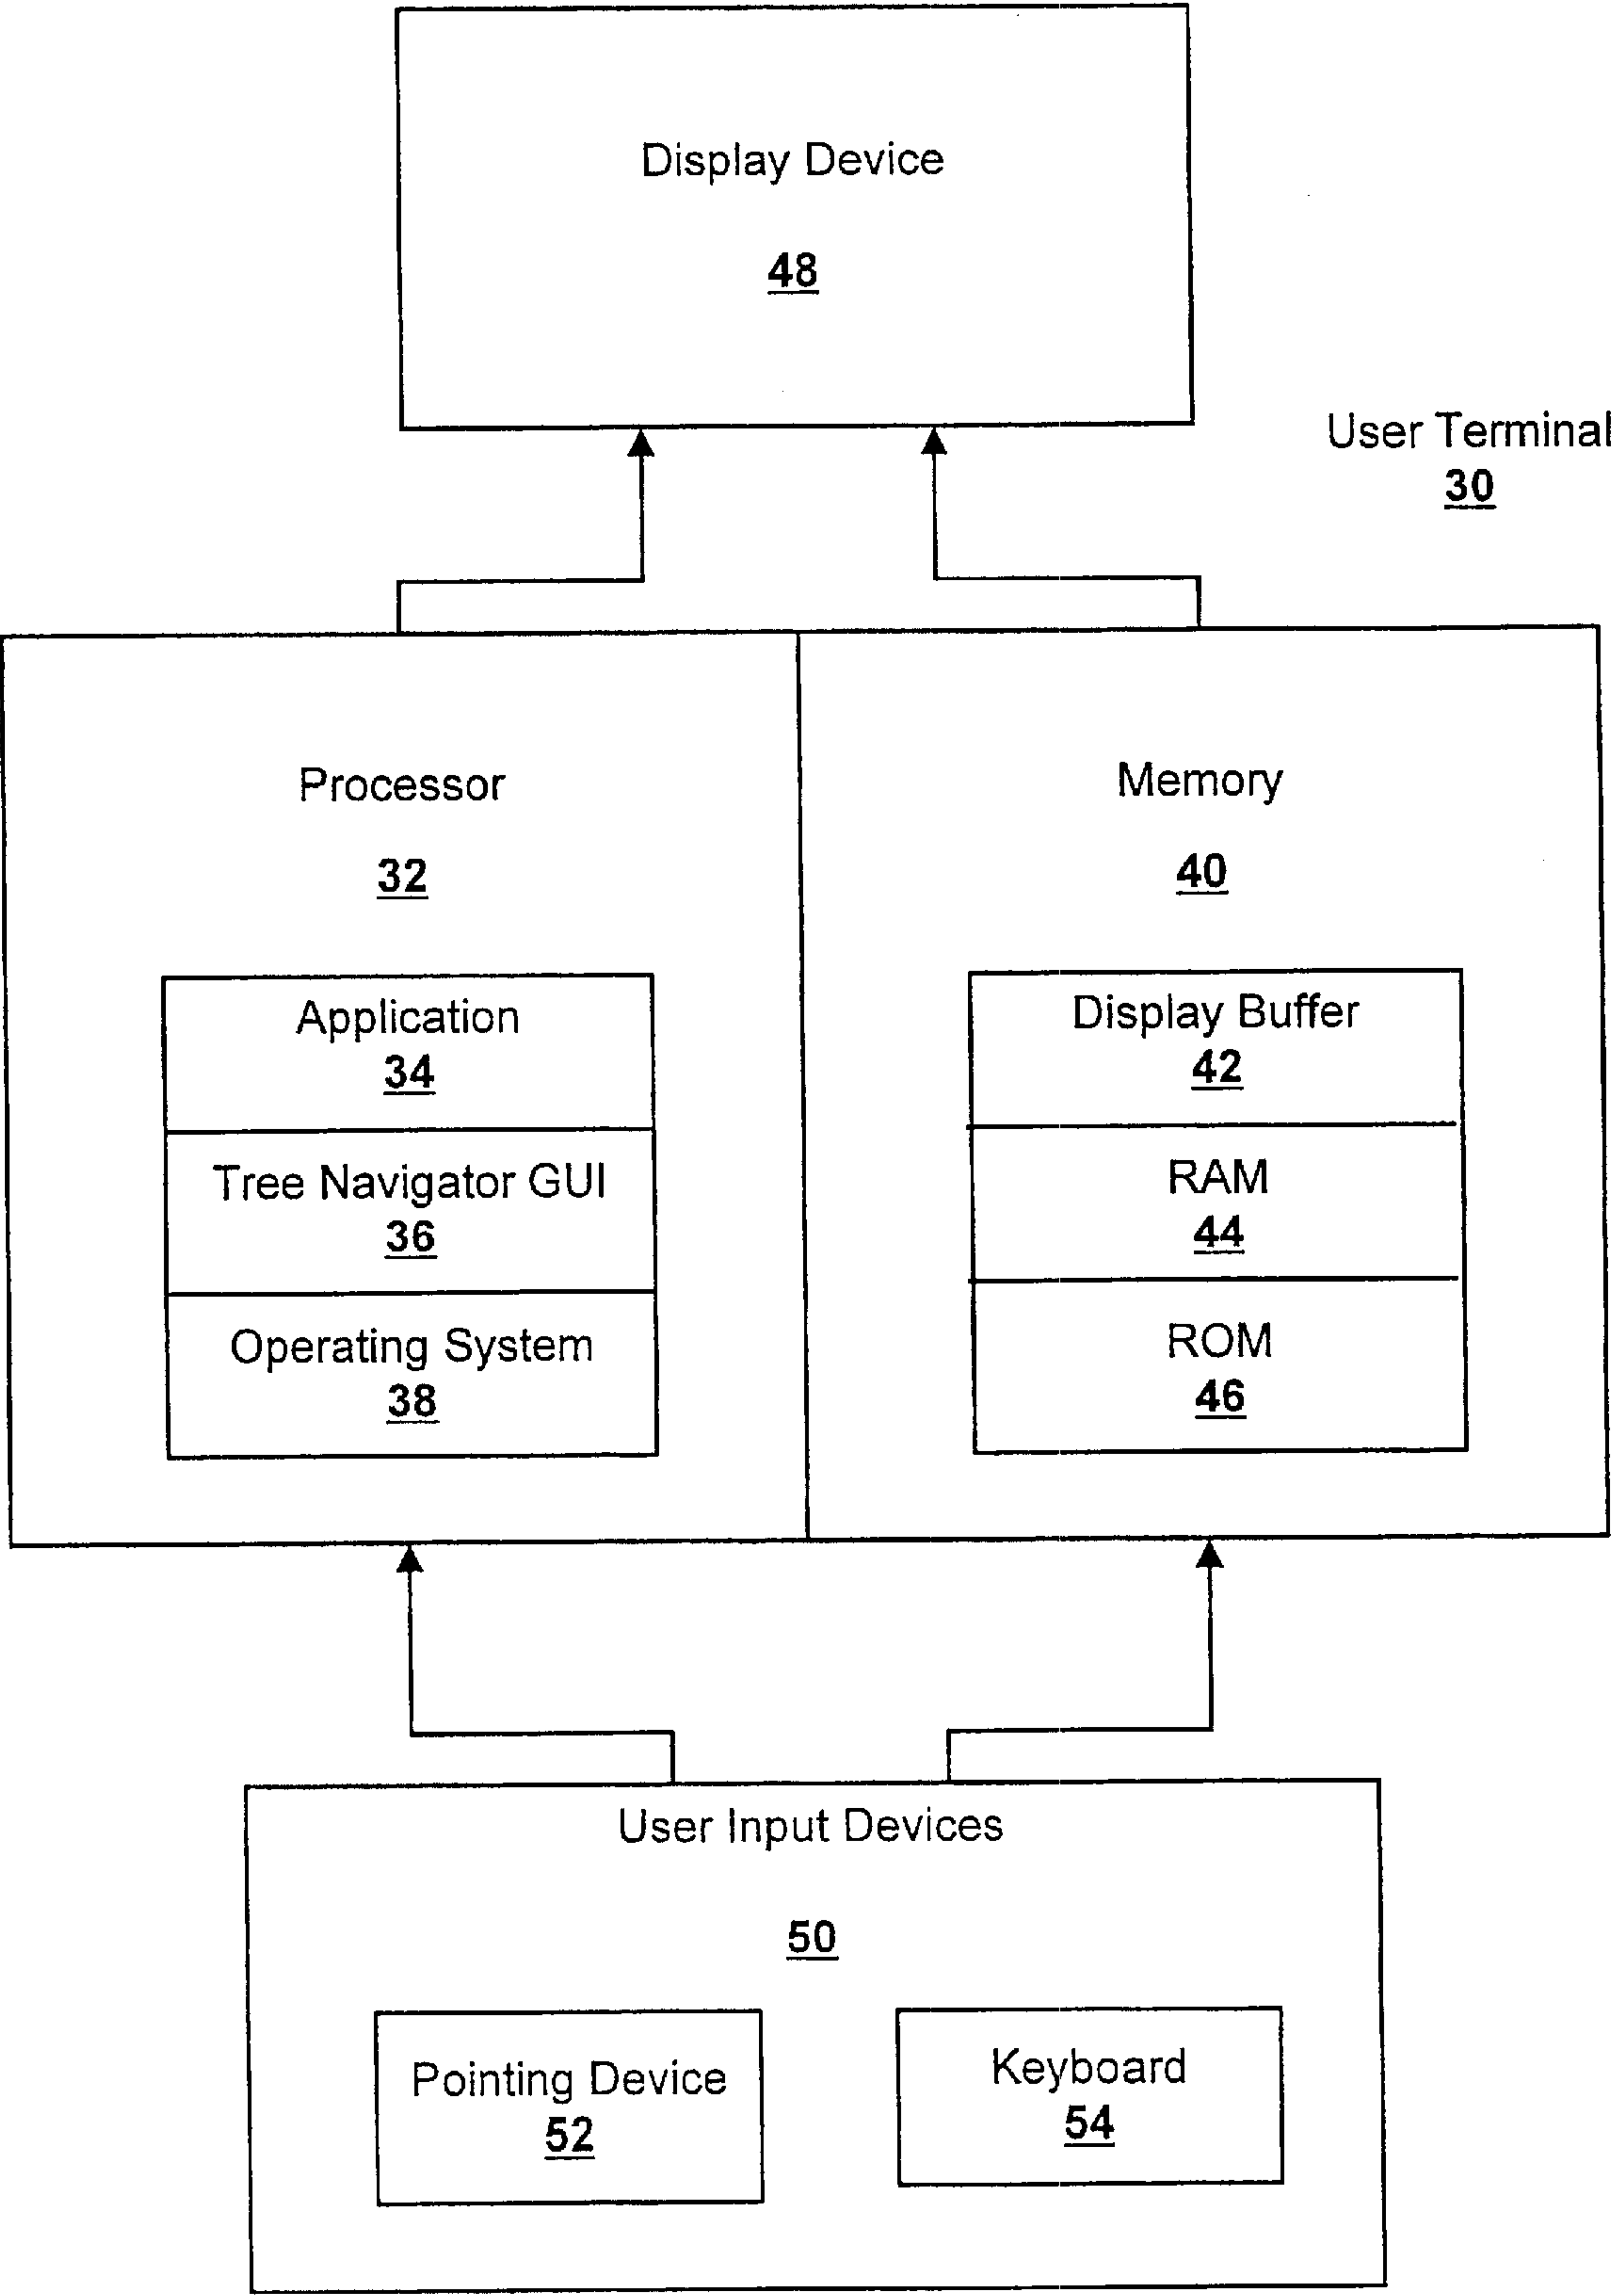 Display Device
48
User Terminal
30
Processor
32
Application
34
Tree Navigator GUI
36
Operating System
38
Memory
40
Display Buffer
42
RAM
44
ROM
46
User Input Devices
50
Pointing Device
52
Keyboard
54